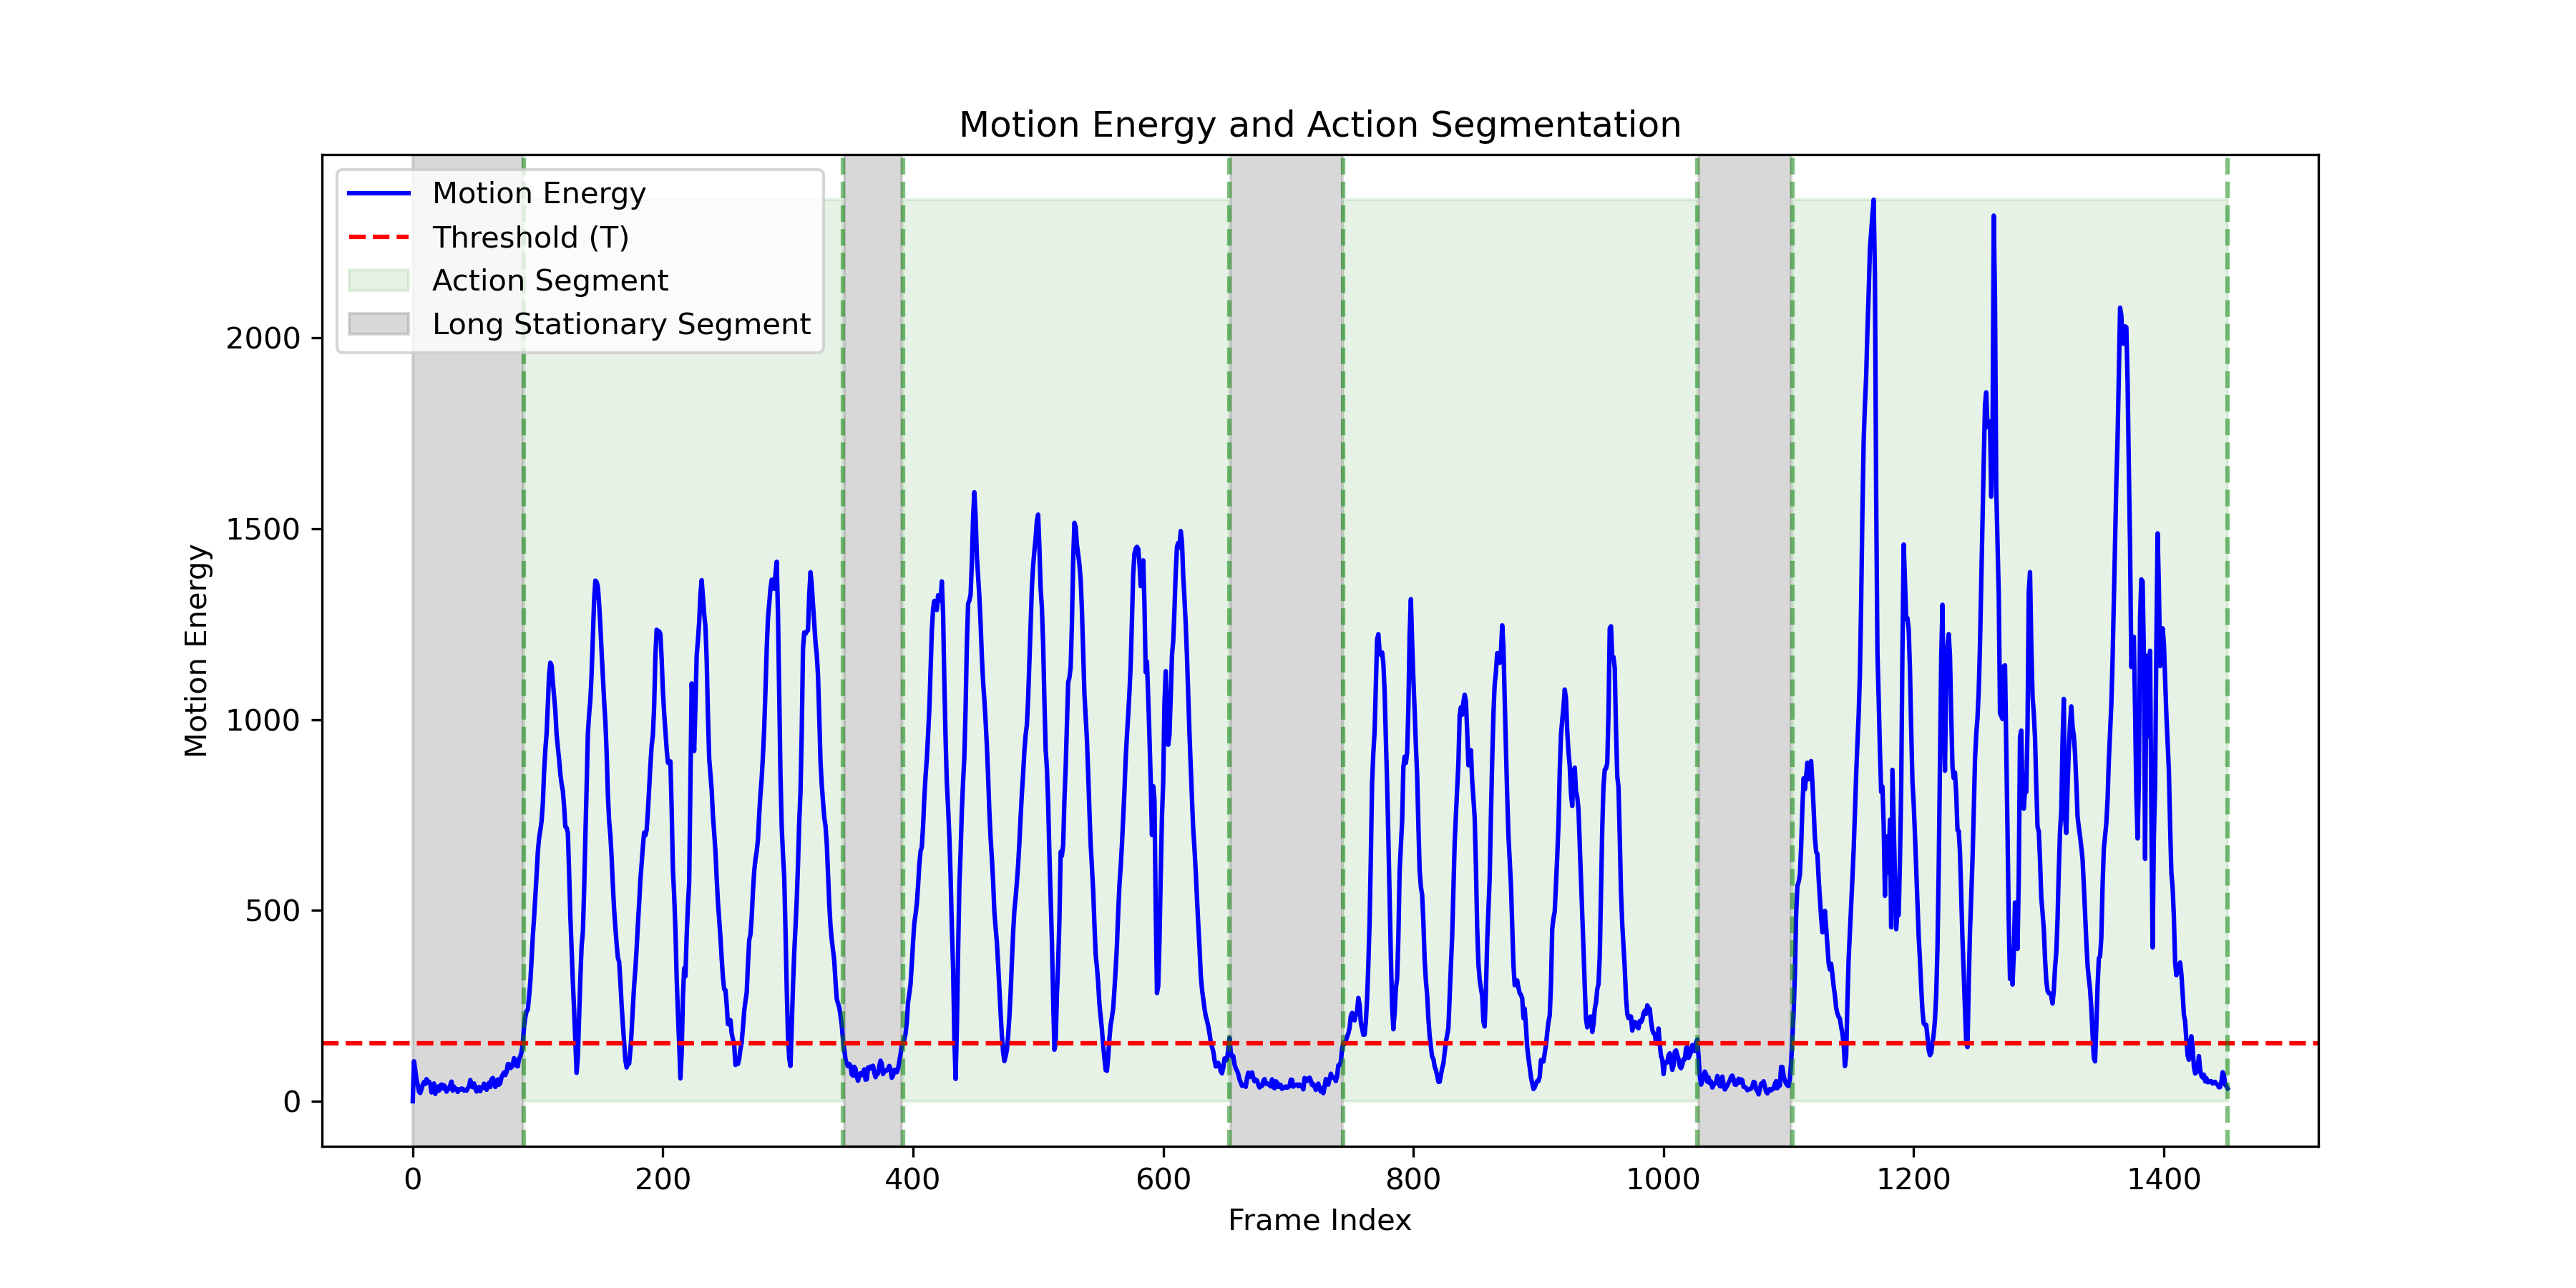 Motion Energy and Action Segmentation
Motion Energy
Threshold (T)
Action Segment
Long Stationary Segment
Motion Energy
2000
1500
1000
500
0
0 200 400 600 800 1000 1200 1400
Frame Index